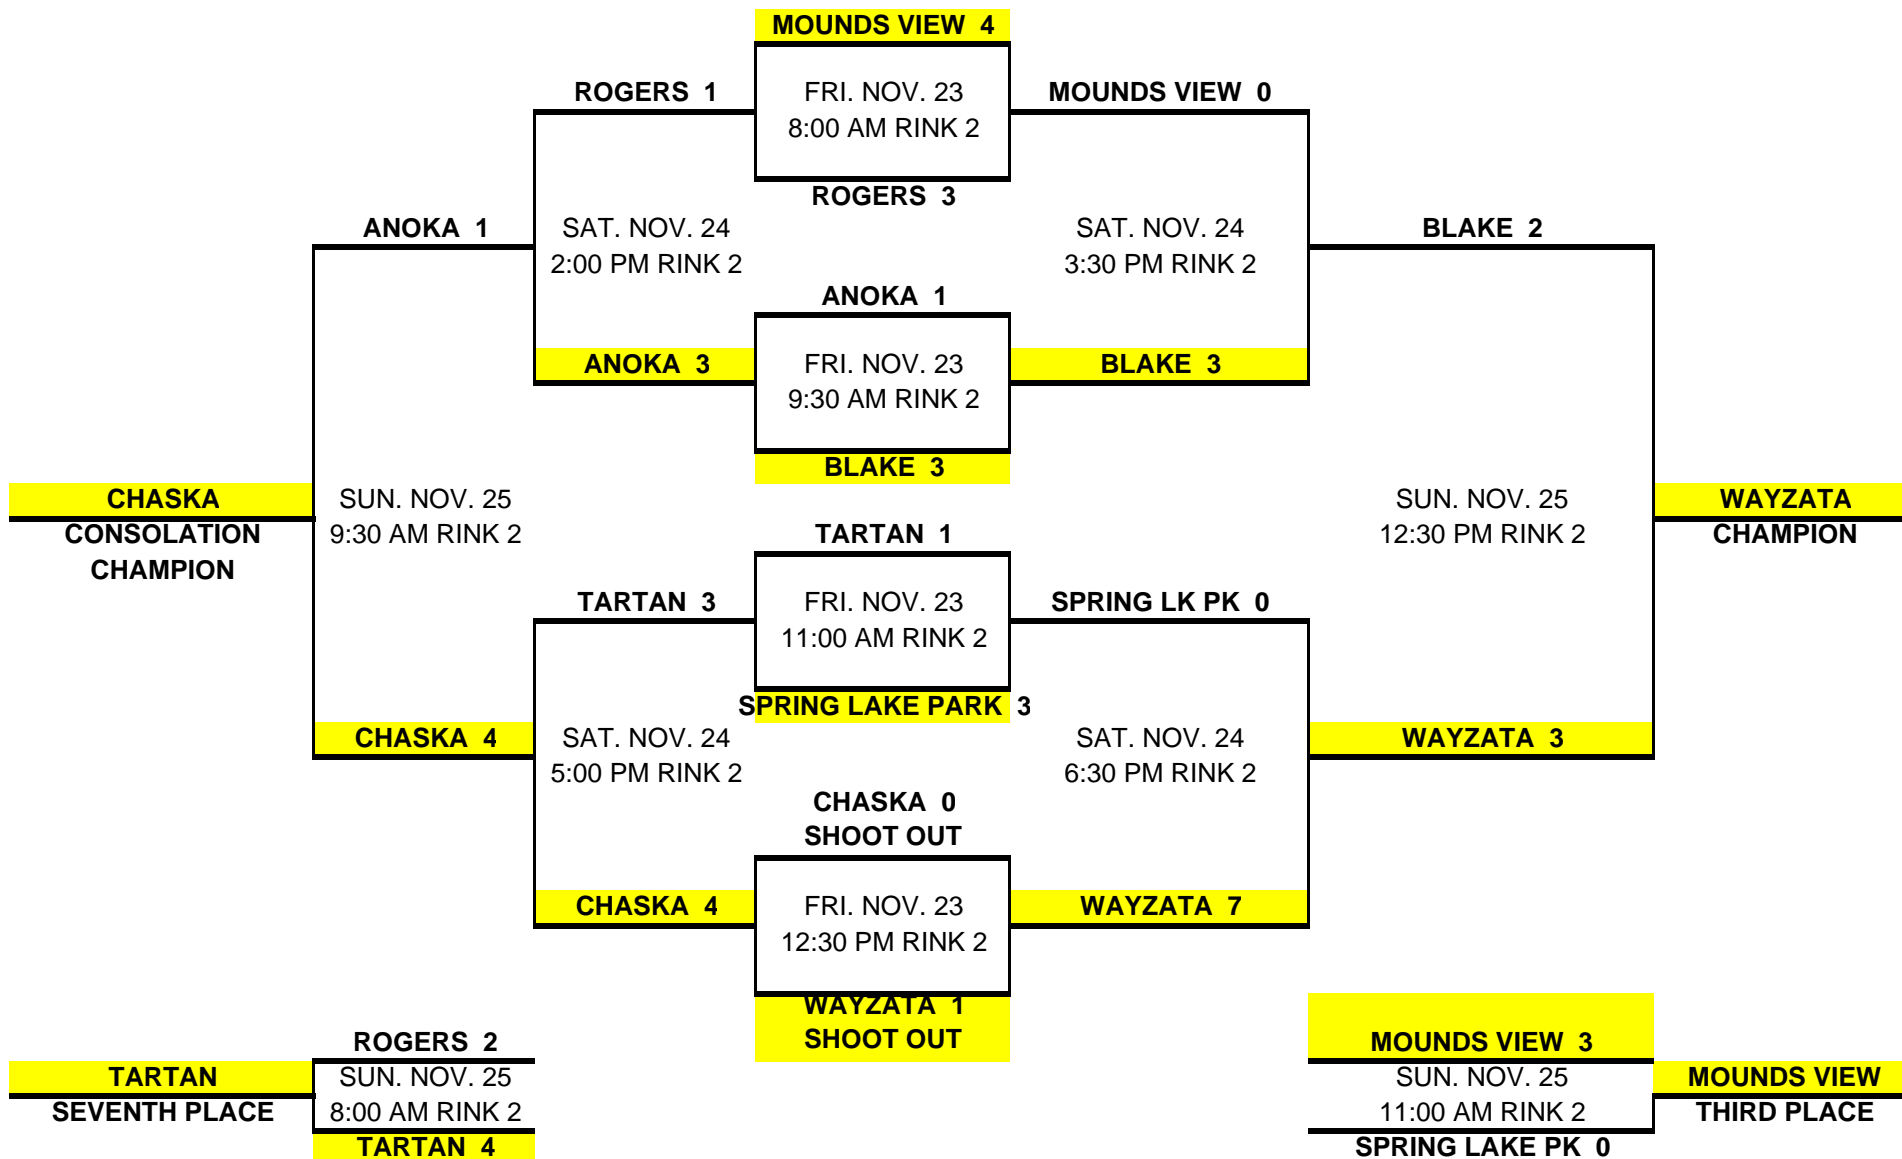 MOUNDS VIEW 4
ROGERS 1
FRI. NOV. 23
MOUNDS VIEW 0
8:00 AM RINK 2
ROGERS 3
ANOKA 1
SAT. NOV. 24
SAT. NOV. 24
BLAKE 2
2:00 PM RINK 2
3:30 PM RINK 2
ANOKA 1
ANOKA 3
FRI. NOV. 23
BLAKE 3
9:30 AM RINK 2
BLAKE 3
CHASKA
SUN. NOV. 25
SUN. NOV. 25
WAYZATA
CONSOLATION
9:30 AM RINK 2
TARTAN 1
12:30 PM RINK 2
CHAMPION
CHAMPION
TARTAN 3
FRI. NOV. 23
SPRING LK PK 0
11:00 AM RINK 2
SPRING LAKE PARK 3
CHASKA 4
SAT. NOV. 24
SAT. NOV. 24
WAYZATA 3
5:00 PM RINK 2
6:30 PM RINK 2
CHASKA 0
SHOOT OUT
CHASKA 4
FRI. NOV. 23
WAYZATA 7
12:30 PM RINK 2
WAYZATA 1
SHOOT OUT
ROGERS 2
MOUNDS VIEW 3
TARTAN
SUN. NOV. 25
SUN. NOV. 25
MOUNDS VIEW
SEVENTH PLACE
8:00 AM RINK 2
11:00 AM RINK 2
THIRD PLACE
TARTAN 4
SPRING LAKE PK 0